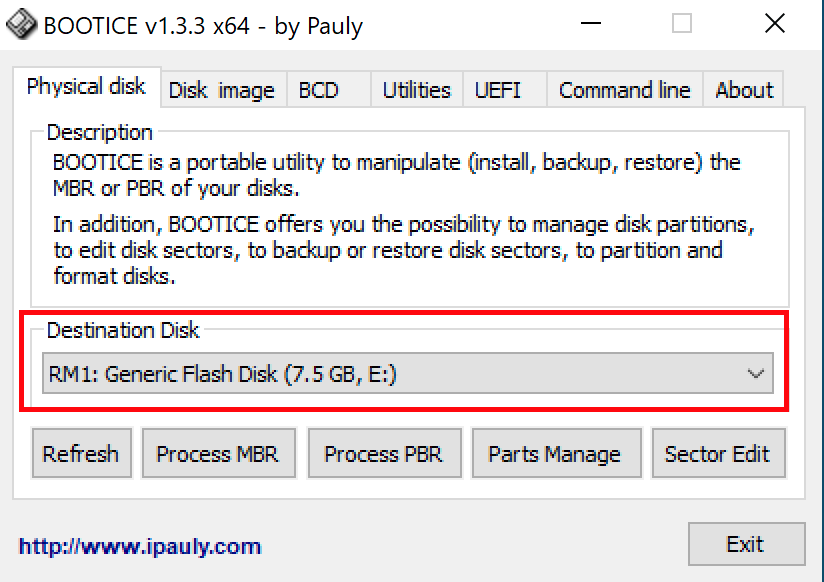 BOOTICE v1.3.3 x64 - by Pauly
Physical disk Disk image BCD Utilities UEFI Command line About
Description
BOOTICE is a portable utility to manipulate (install, backup, restore) the
MBR or PBR of your disks.
In addition, BOOTICE offers you the possibility to manage disk partitions,
to edit disk sectors, to backup or restore disk sectors, to partition and
format disks.
Destination Disk
RM1: Generic Flash Disk (7.5 GB, E:)
Refresh Process MBR Process PBR Parts Manage Sector Edit
http://www.ipauly.com Exit